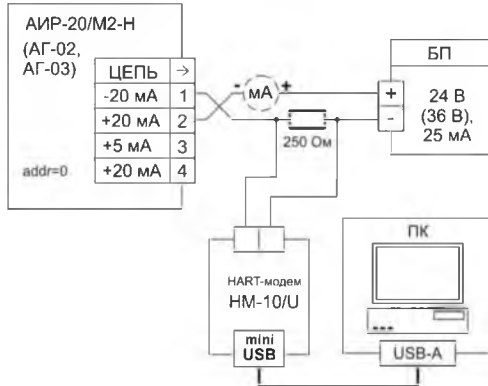 АИР-20/М2-Н
(АГ-02,
АГ-03)
ЦЕПЬ →
-20 мА 1
+20 мА 2
+5 мА 3
+20 мА 4
addr=0
- мА +
250 Ом
БП
+
-
24 В
(36 В),
25 мА
HART-модем
НМ-10/U
mini
USB
ПК
USB-A